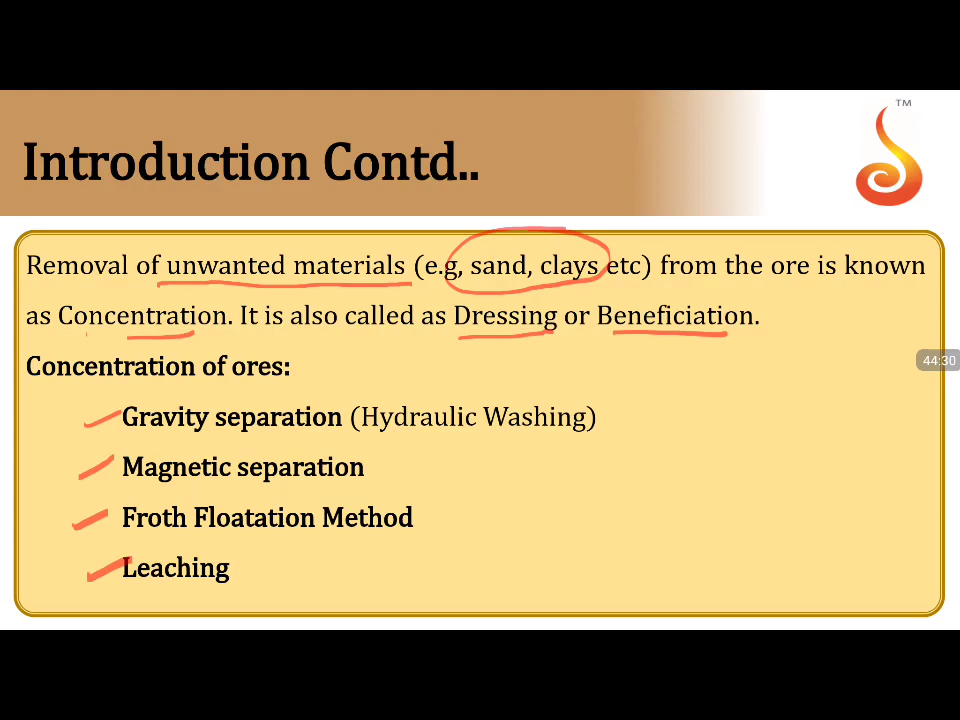 TM
Introduction Contd..
Removal of unwanted materials (e.g, sand, clays etc) from the ore is known
as Concentration. It is also called as Dressing or Beneficiation.
44:30
Concentration of ores:
Gravity separation (Hydraulic Washing)
Magnetic separation
Froth Floatation Method
Leaching